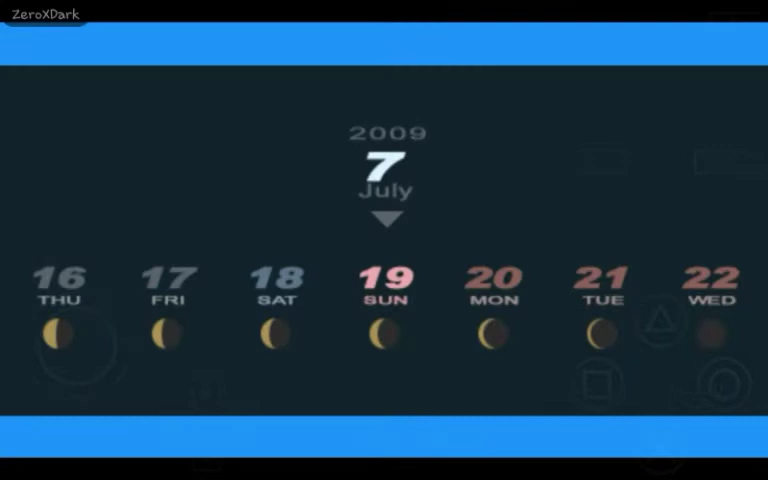 ZeroXDark
2009
7
July
16 17 18 19 20 21 22
THU FRI SAT SUN MON TUE WED